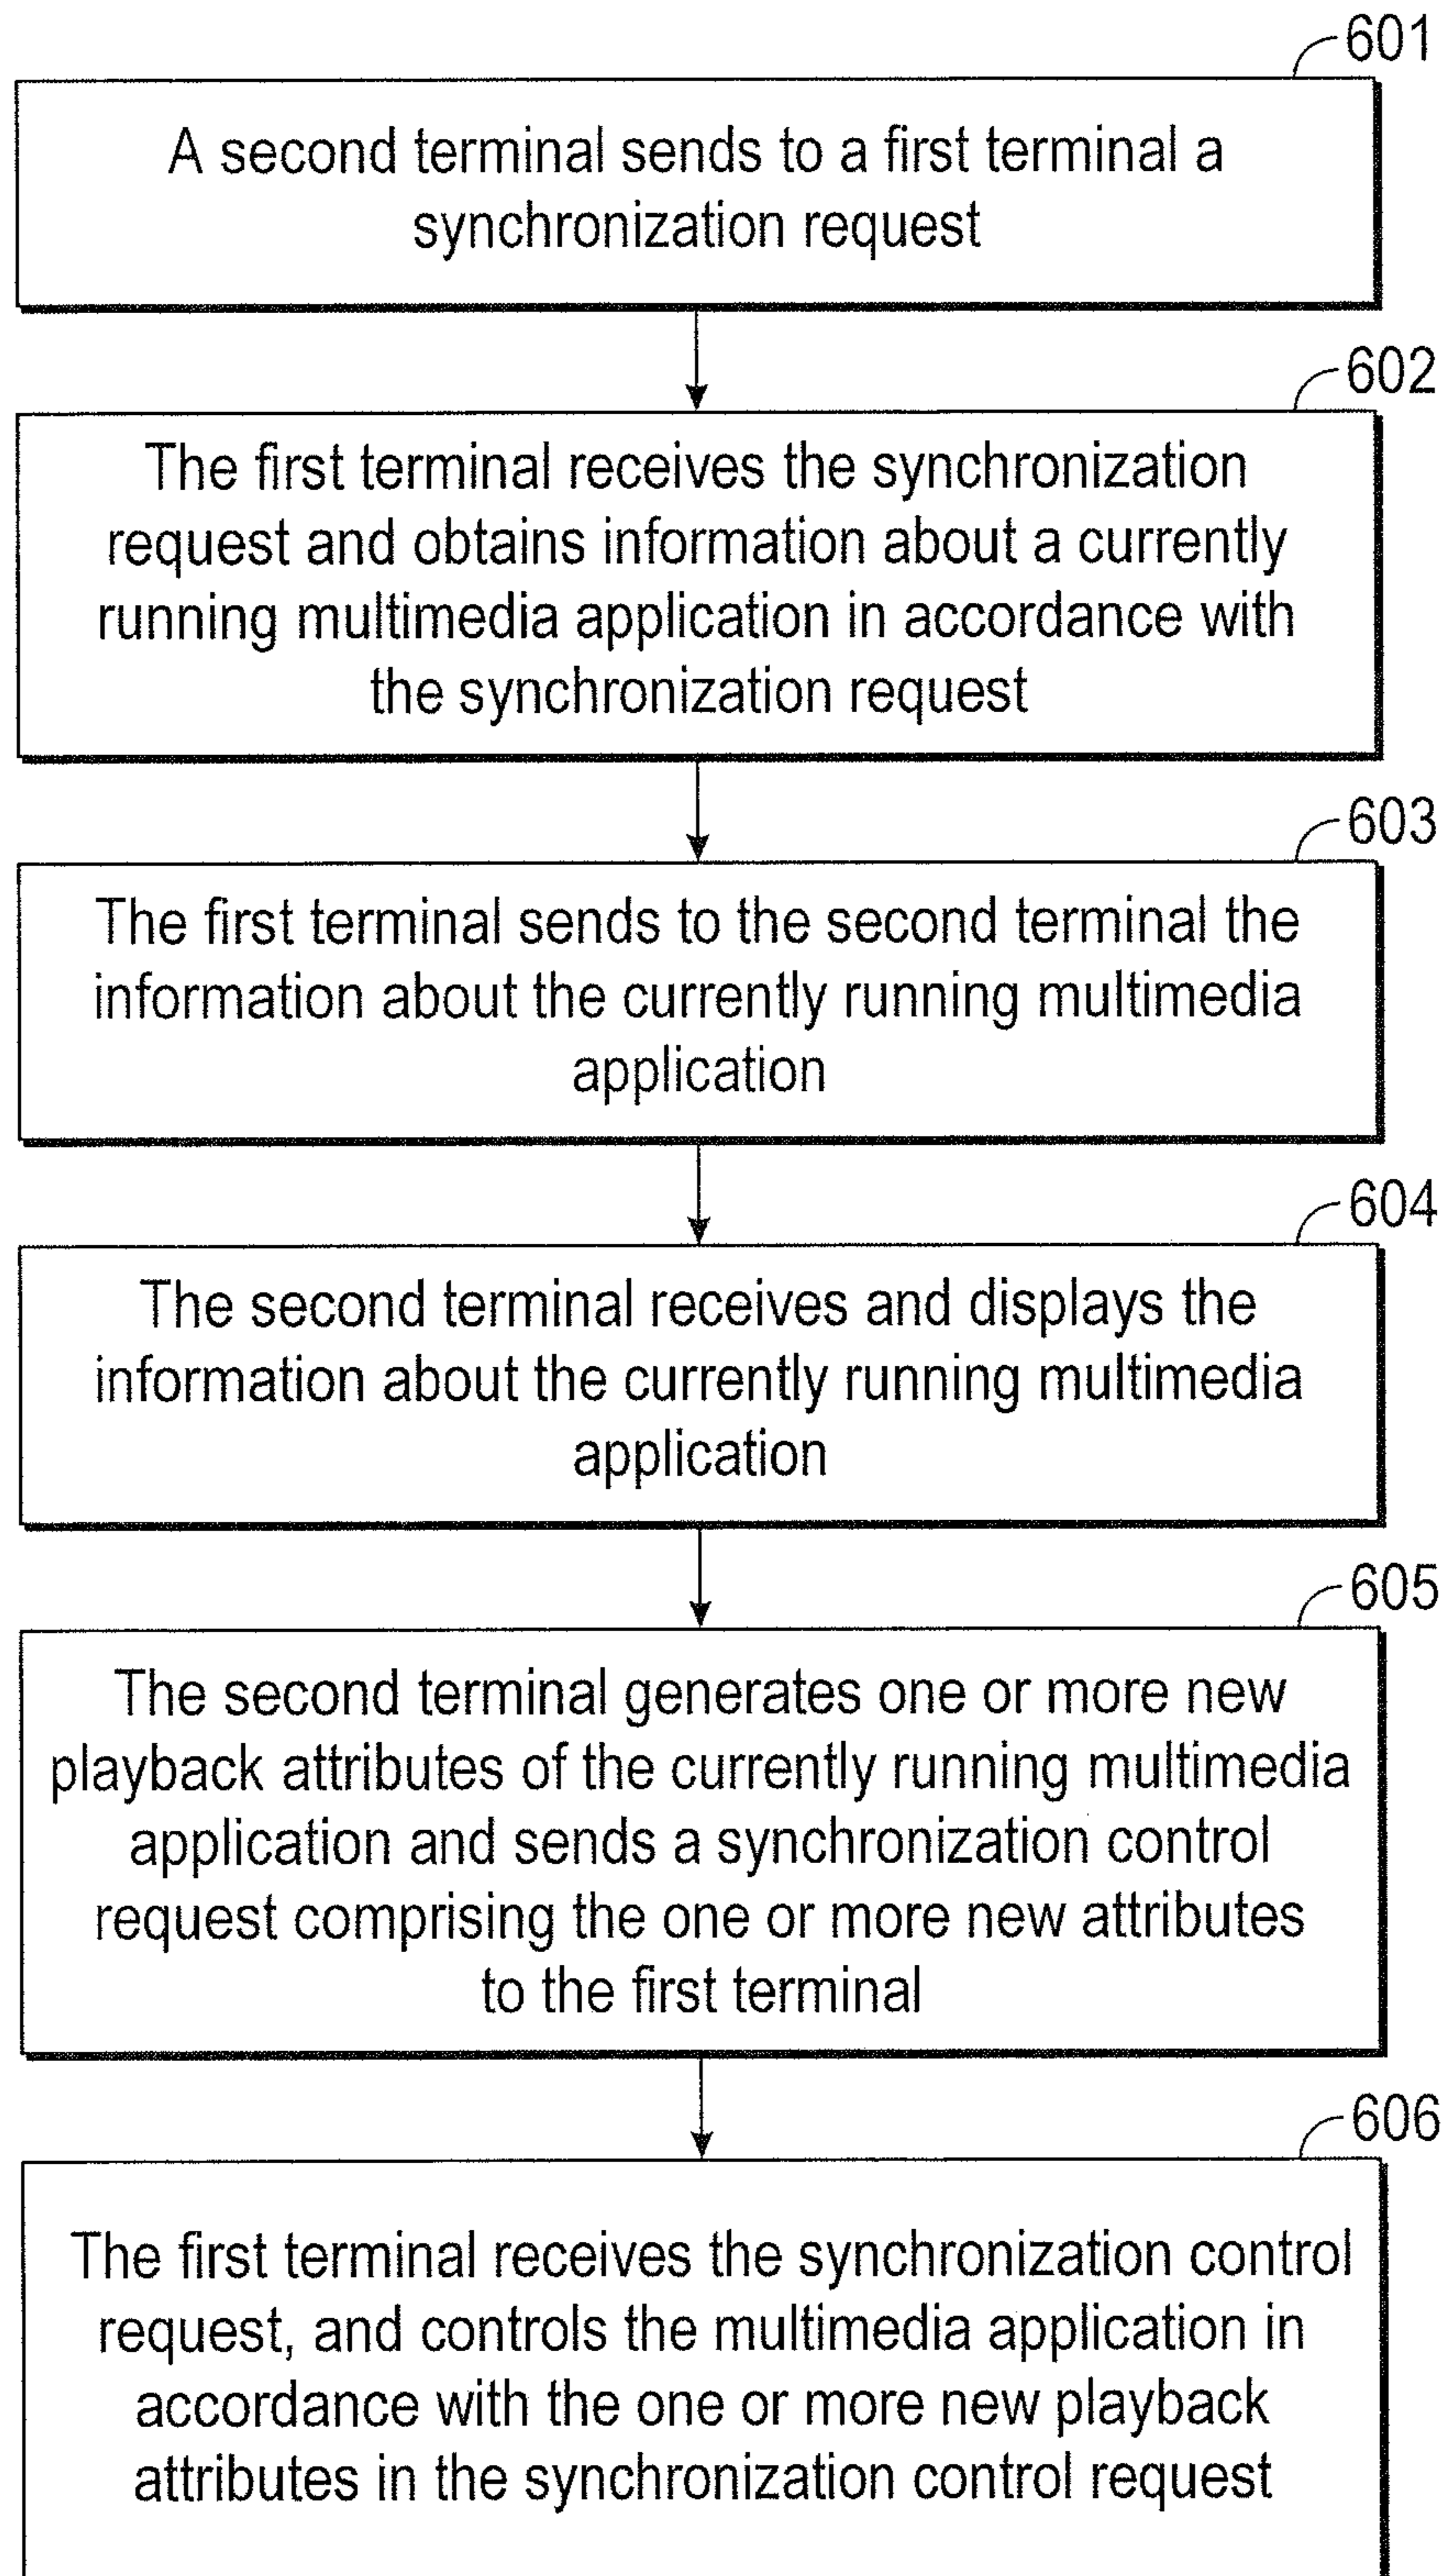 601
A second terminal sends to a first terminal a
synchronization request
602
The first terminal receives the synchronization
request and obtains information about a currently
running multimedia application in accordance with
the synchronization request
603
The first terminal sends to the second terminal the
information about the currently running multimedia
application
604
The second terminal receives and displays the
information about the currently running multimedia
application
605
The second terminal generates one or more new
playback attributes of the currently running multimedia
application and sends a synchronization control
request comprising the one or more new attributes
to the first terminal
606
The first terminal receives the synchronization control
request, and controls the multimedia application in
accordance with the one or more new playback
attributes in the synchronization control request